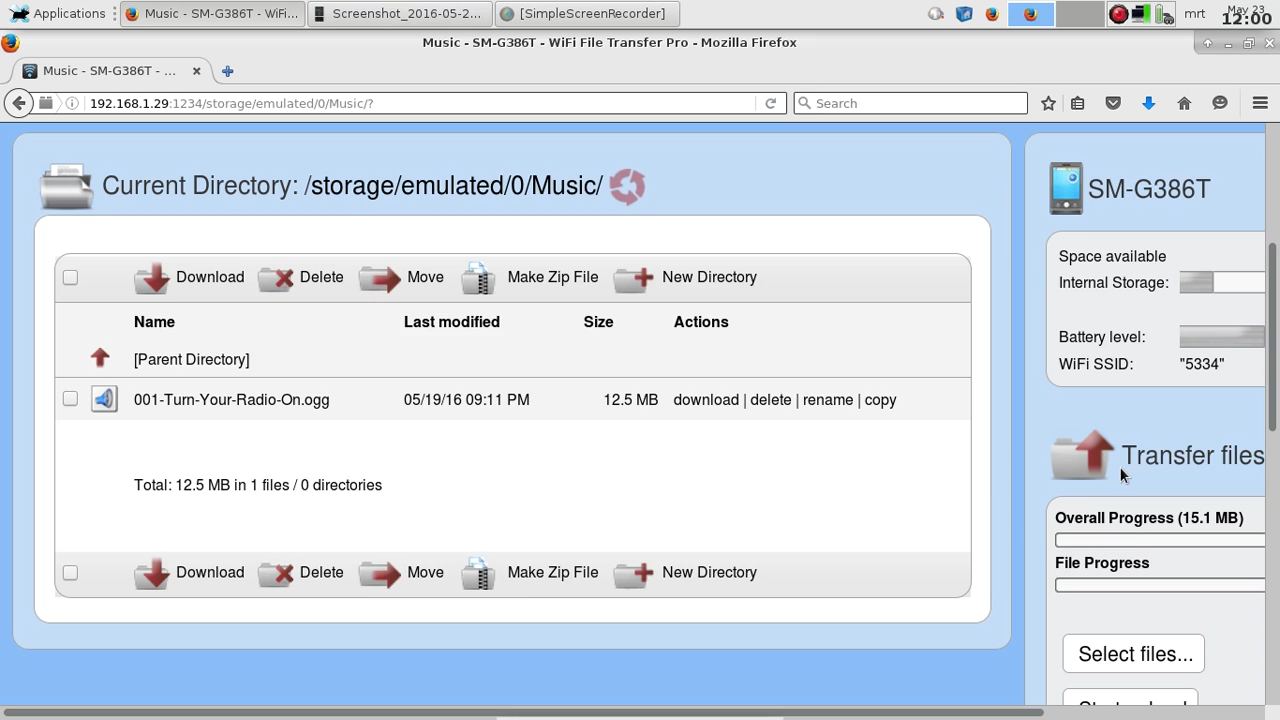 Applications
Music - SM-G386T - WiFi...
Screenshot_2016-05-2...
[SimpleScreenRecorder]
mrt
May 23
12:00
Music - SM-G386T - WiFi File Transfer Pro - Mozilla Firefox
Music - SM-G386T - ...
192.168.1.29:1234/storage/emulated/0/Music/?
Search
Current Directory: /storage/emulated/0/Music/
Download Delete Move Make Zip File New Directory
Name Last modified Size Actions
[Parent Directory]
001-Turn-Your-Radio-On.ogg 05/19/16 09:11 PM 12.5 MB download | delete | rename | copy
Total: 12.5 MB in 1 files / 0 directories
Download Delete Move Make Zip File New Directory
SM-G386T
Space available
Internal Storage:
Battery level:
WiFi SSID: "5334"
Transfer files
Overall Progress (15.1 MB)
File Progress
Select files...